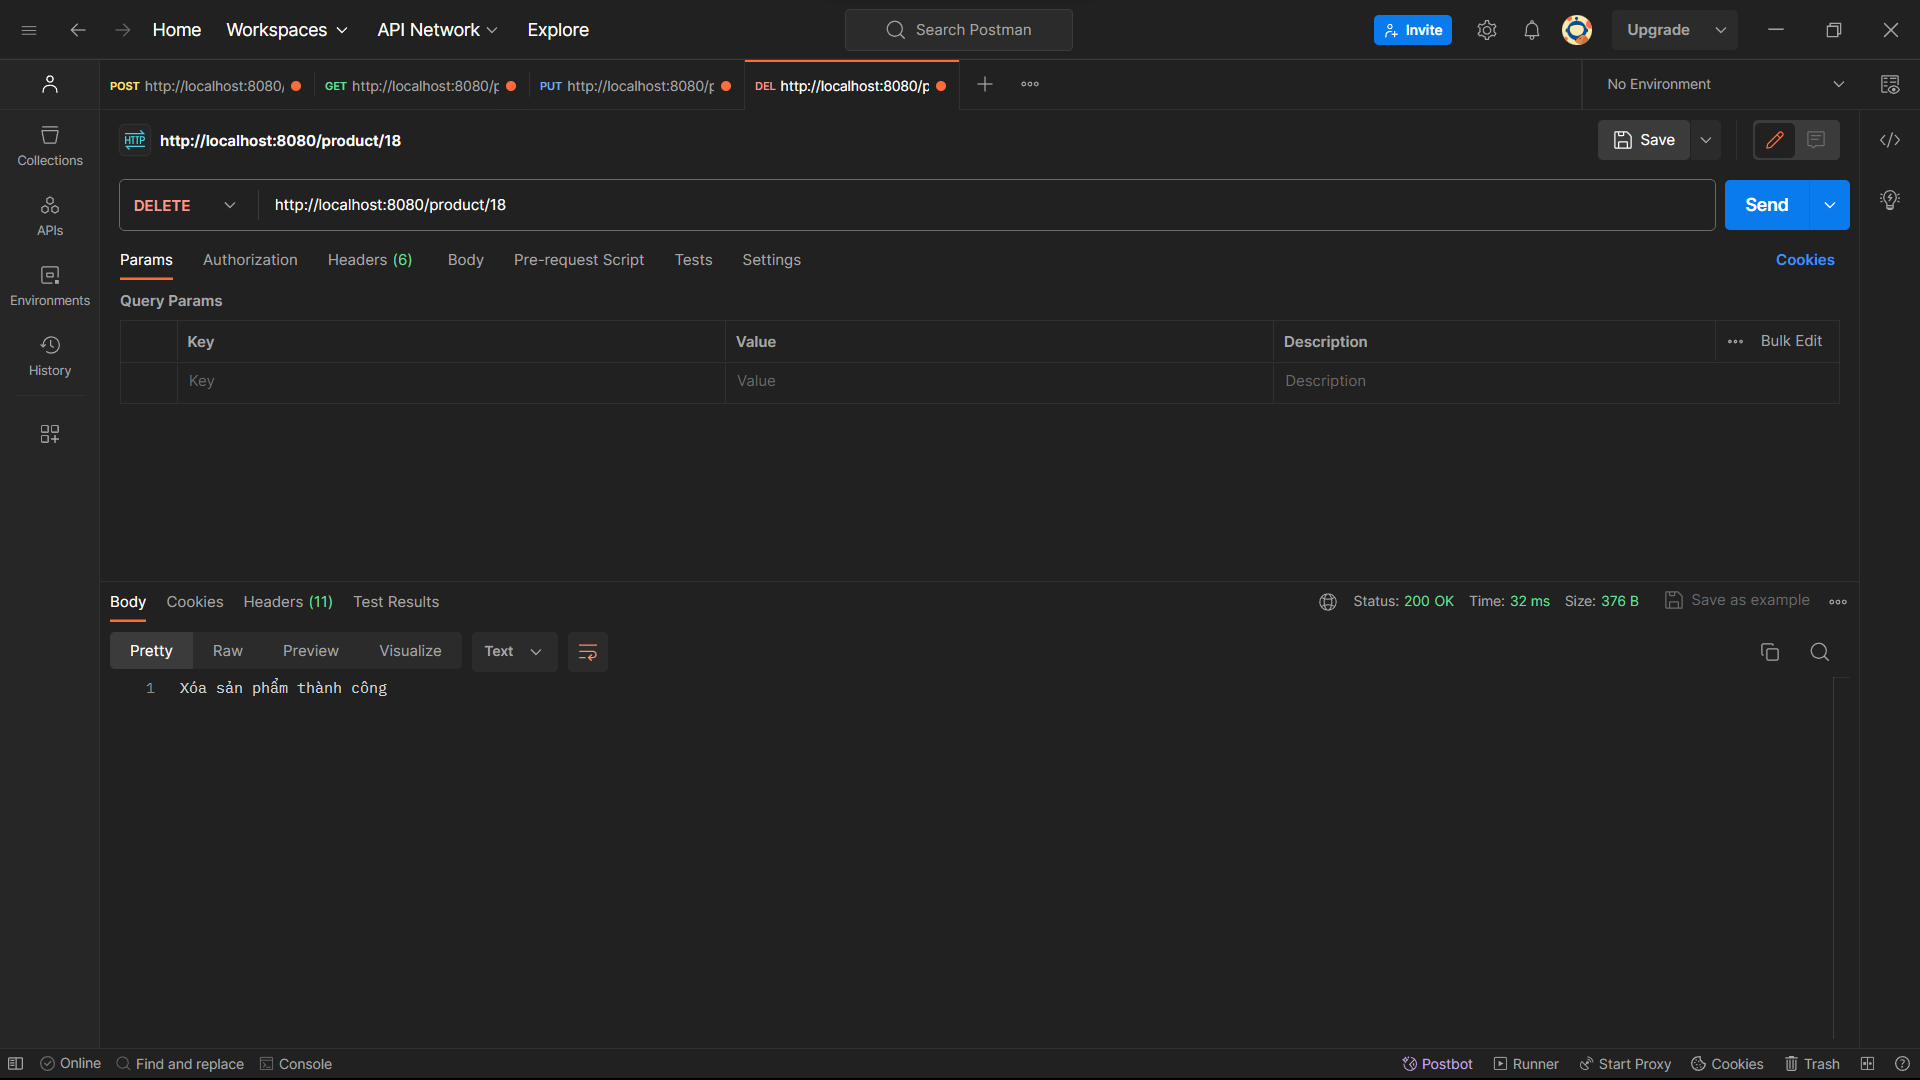 Home Workspaces API Network Explore Search Postman Invite Upgrade
POST http://localhost:8080/ GET http://localhost:8080/p PUT http://localhost:8080/p DEL http://localhost:8080/p No Environment
HTTP http://localhost:8080/product/18 Save
DELETE http://localhost:8080/product/18 Send
Params Authorization Headers (6) Body Pre-request Script Tests Settings Cookies
Query Params
Key Value Description Bulk Edit
Key Value Description
Collections
APIs
Environments
History
Body Cookies Headers (11) Test Results Status: 200 OK Time: 32 ms Size: 376 B Save as example
Pretty Raw Preview Visualize Text
1 Xóa sản phẩm thành công
Online Find and replace Console Postbot Runner Start Proxy Cookies Trash